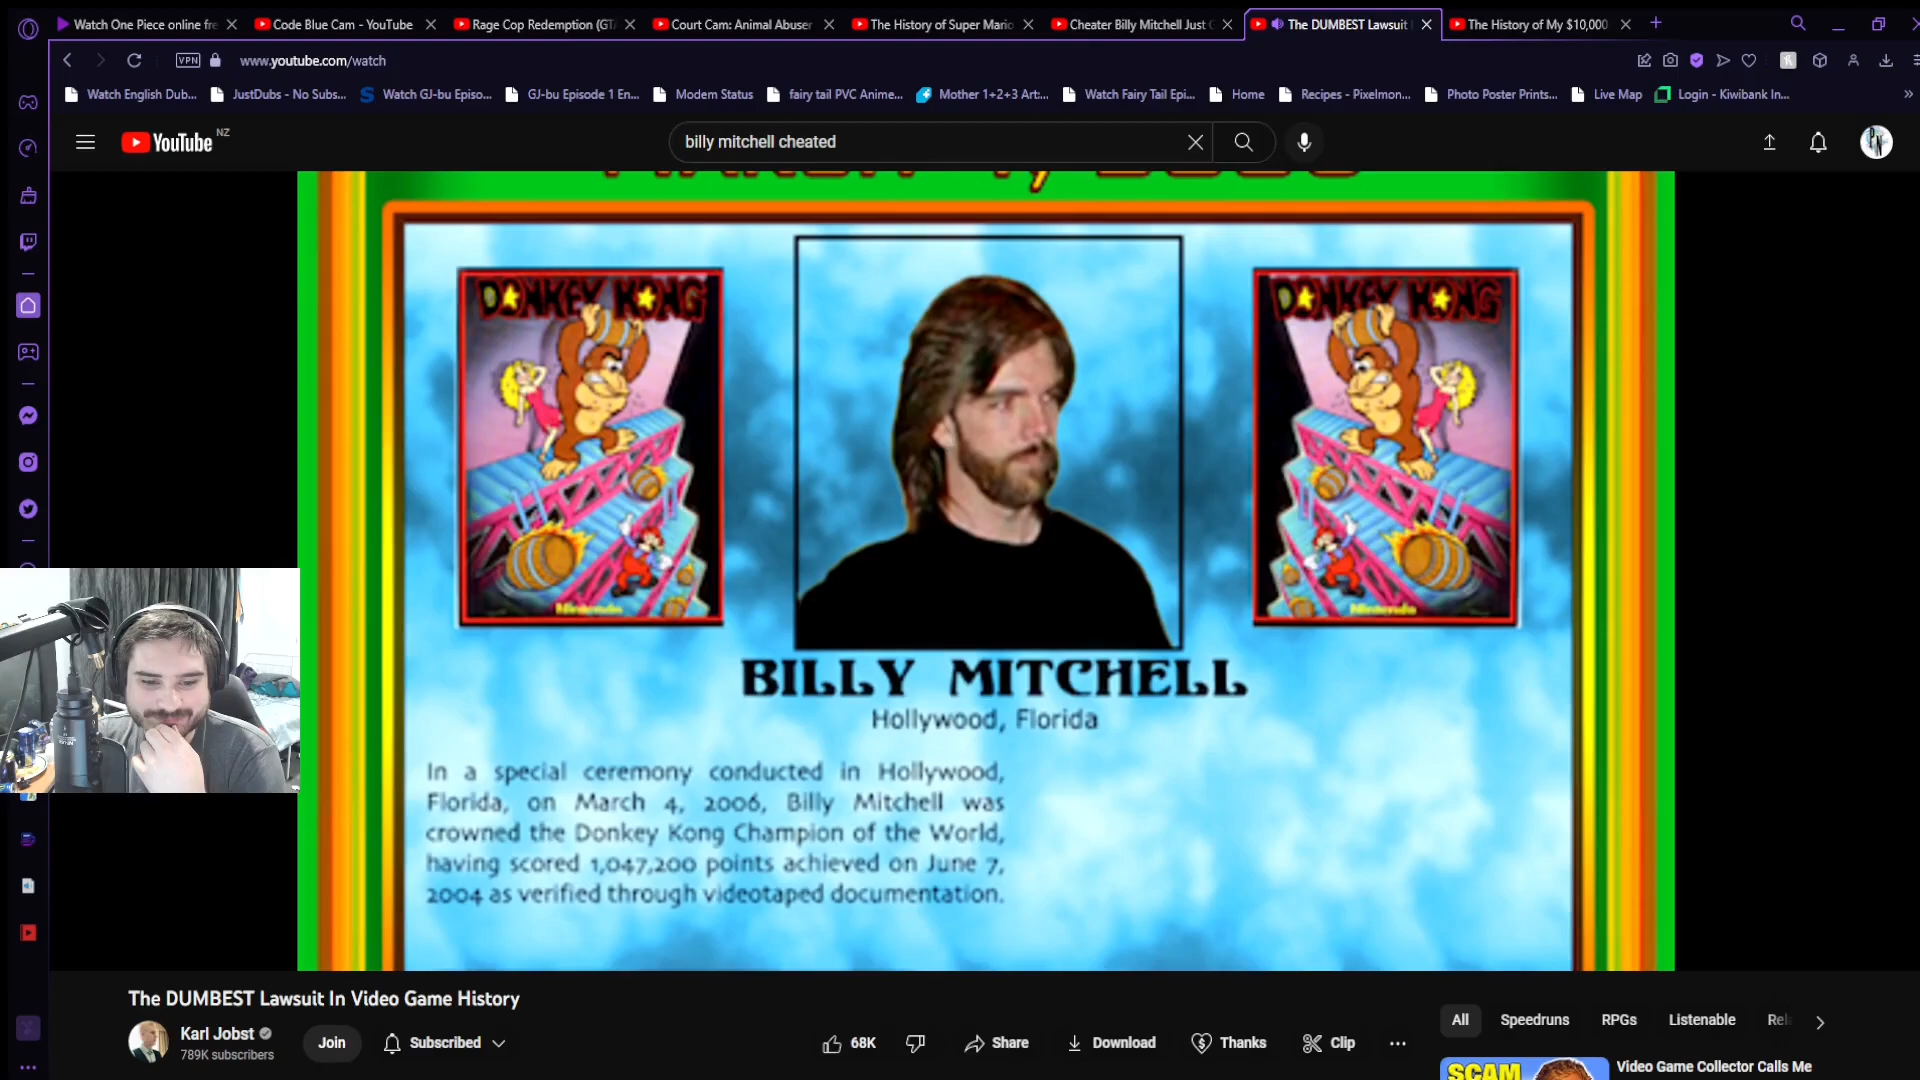 Watch One Piece online fre
Code Blue Cam - YouTube
Rage Cop Redemption (GT
Court Cam: Animal Abuser
The History of Super Mario
Cheater Billy Mitchell Just
The DUMBEST Lawsuit
The History of My $10,000
VPN
www.youtube.com/watch
Watch English Dub...
JustDubs - No Subs...
Watch GJ-bu Episo...
GJ-bu Episode 1 En...
Modem Status
fairy tail PVC Anime...
Mother 1+2+3 Art:...
Watch Fairy Tail Epi...
Home
Recipes - Pixelmon...
Photo Poster Prints...
Live Map
Login - Kiwibank In...
YouTube NZ
billy mitchell cheated
DONKEY KONG
Nintendo
DONKEY KONG
Nintendo
BILLY MITCHELL
Hollywood, Florida
In a special ceremony conducted in Hollywood,
Florida, on March 4, 2006, Billy Mitchell was
crowned the Donkey Kong Champion of the World,
having scored 1,047,200 points achieved on June 7,
2004 as verified through videotaped documentation.
The DUMBEST Lawsuit In Video Game History
Karl Jobst
789K subscribers
Join
Subscribed
68K
Share
Download
Thanks
Clip
All
Speedruns
RPGs
Listenable
Rel
SCAM
Video Game Collector Calls Me